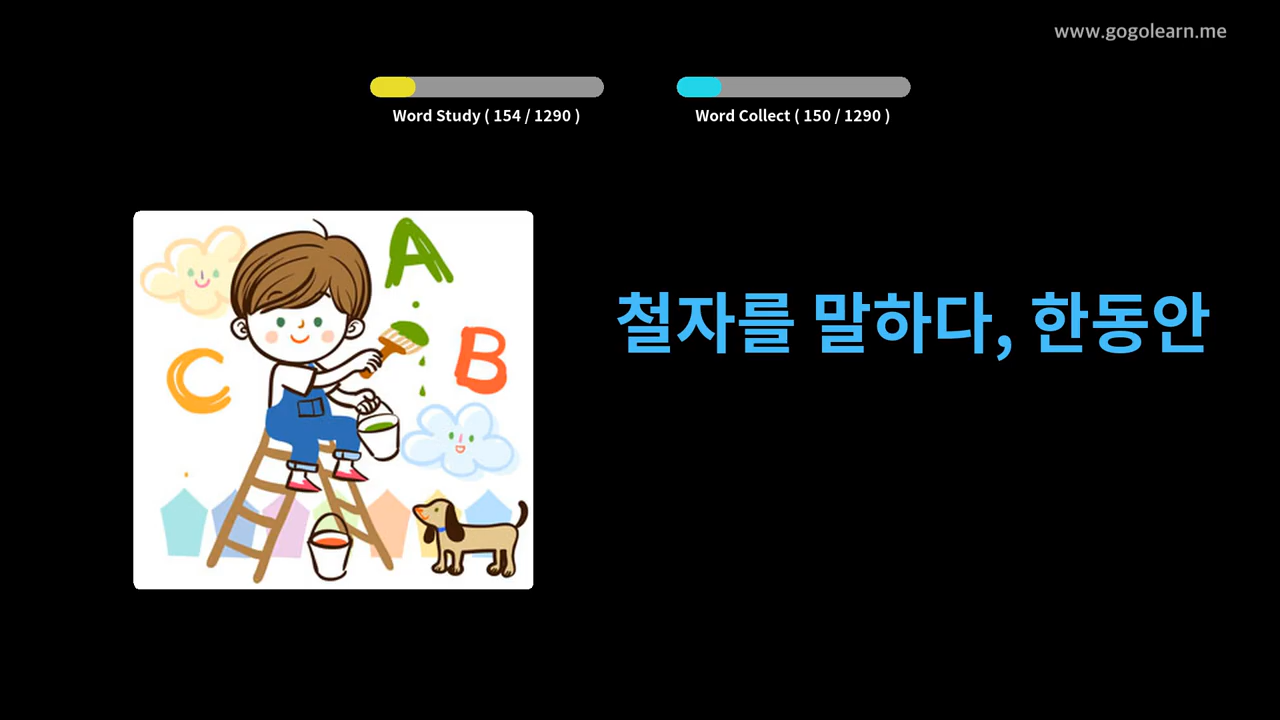 www.gogolearn.me
Word Study ( 154 / 1290 )
Word Collect ( 150 / 1290 )
A
B
C
철자를 말하다, 한동안